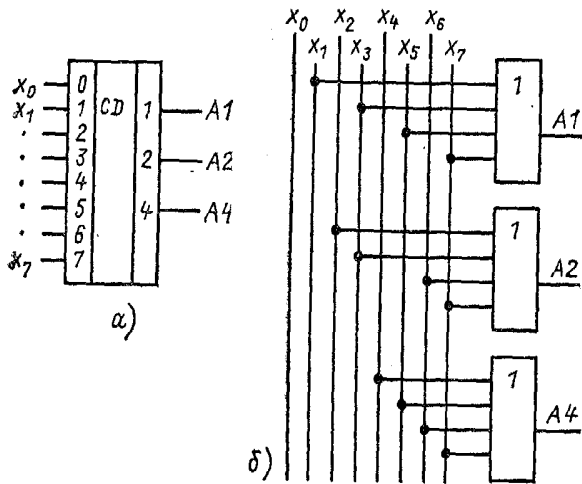 x₀ 0 CD
x₁ 1 1 A1
2
3 2 A2
4
5 4 A4
6
x₇ 7
а)
x₀ x₂ x₄ x₆
x₁ x₃ x₅ x₇
1
A1
1
A2
1
A4
б)